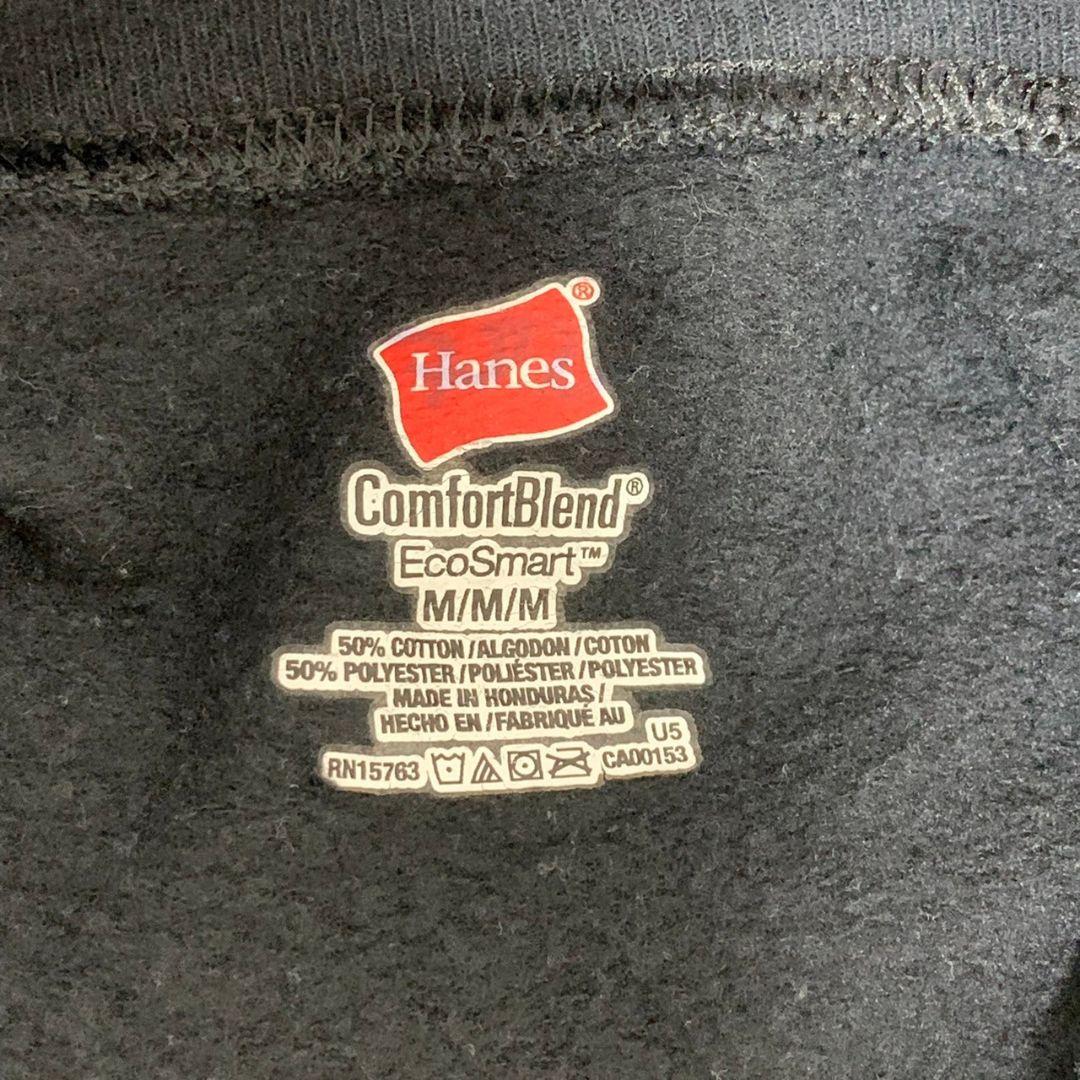 Hanes®
ComfortBlend®
EcoSmart™
M/M/M
50% COTTON/ALGODON/COTON
50% POLYESTER/POLIÉSTER/POLYESTER
MADE IN HONDURAS/
HECHO EN/FABRIQUÉ AU
U5
RN15763 CA00153